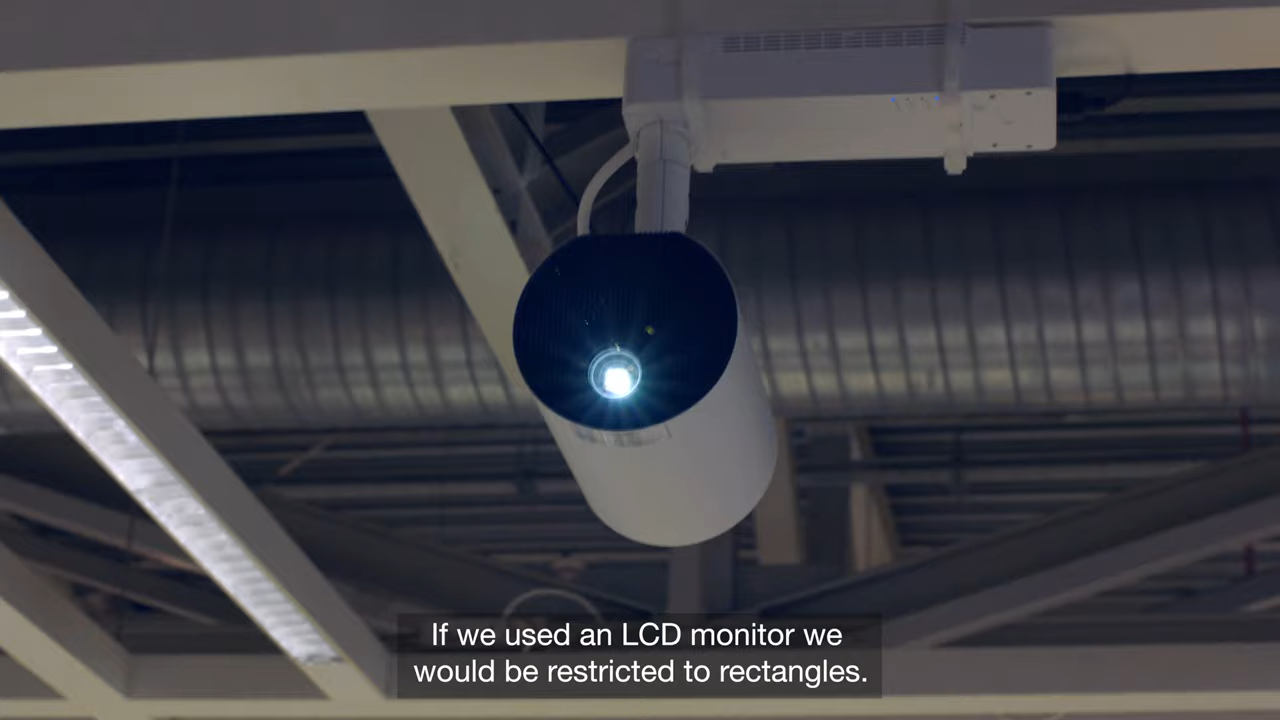 If we used an LCD monitor we
would be restricted to rectangles.